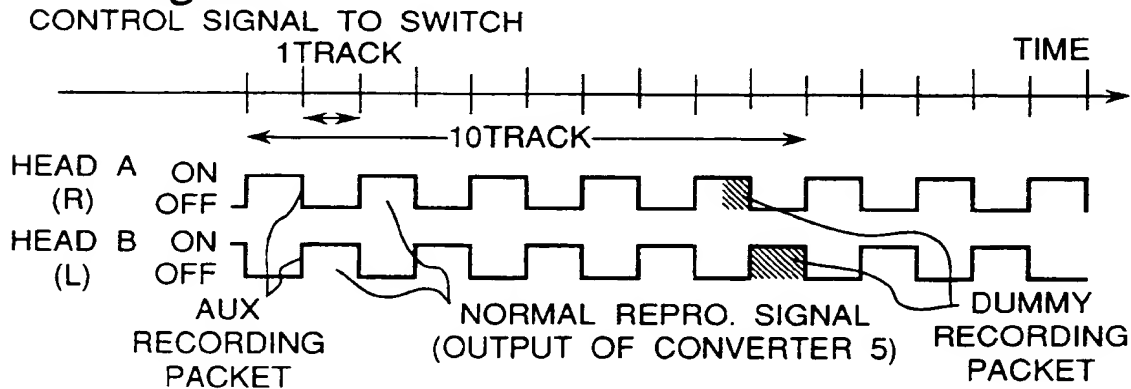 CONTROL SIGNAL TO SWITCH
1TRACK
TIME
10TRACK
HEAD A ON
(R) OFF
HEAD B ON
(L) OFF
AUX
RECORDING
PACKET
NORMAL REPRO. SIGNAL
(OUTPUT OF CONVERTER 5)
DUMMY
RECORDING
PACKET